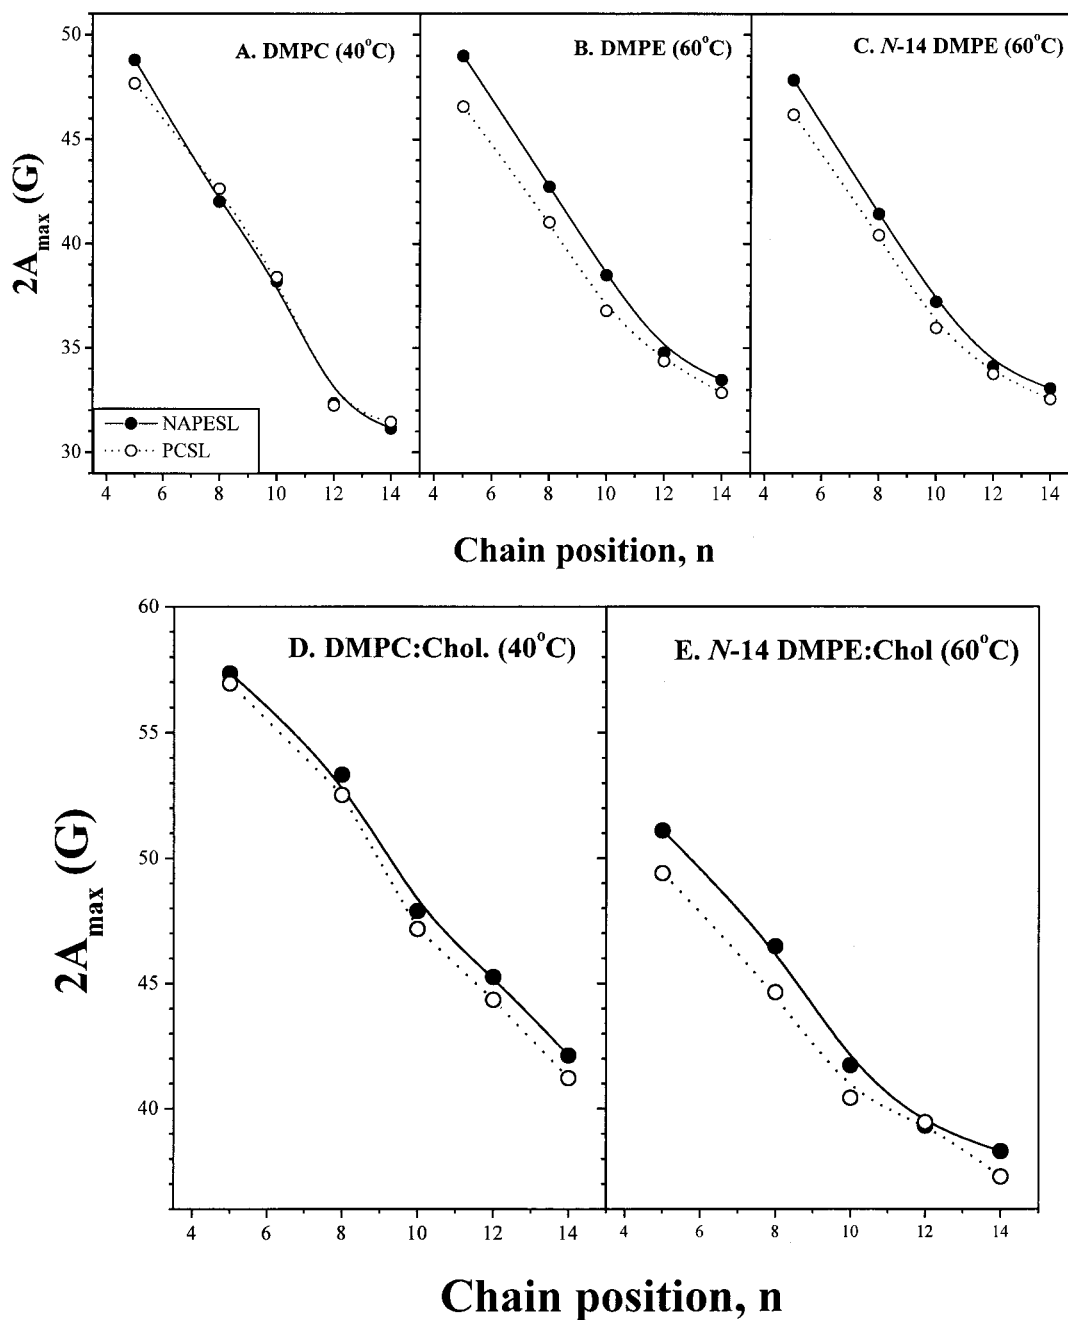 A. DMPC (40°C)
B. DMPE (60°C)
C. N-14 DMPE (60°C)
2A_max (G)
50
45
40
35
30
NAPESL
PCSL
4 6 8 10 12 14
4 6 8 10 12 14
4 6 8 10 12 14
Chain position, n
D. DMPC:Chol. (40°C)
E. N-14 DMPE:Chol (60°C)
2A_max (G)
60
55
50
45
40
4 6 8 10 12 14
4 6 8 10 12 14
Chain position, n